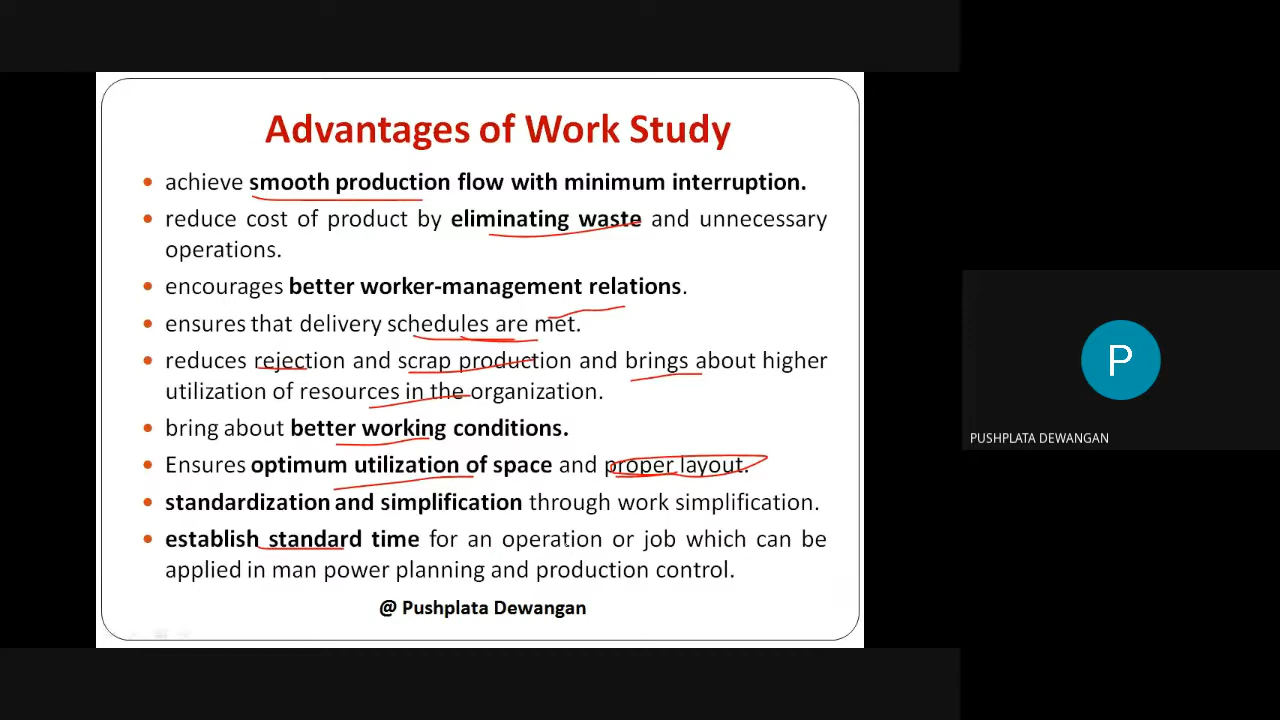 Advantages of Work Study
• achieve smooth production flow with minimum interruption.
• reduce cost of product by eliminating waste and unnecessary
operations.
• encourages better worker-management relations.
• ensures that delivery schedules are met.
• reduces rejection and scrap production and brings about higher
utilization of resources in the organization.
• bring about better working conditions.
• Ensures optimum utilization of space and proper layout.
• standardization and simplification through work simplification.
• establish standard time for an operation or job which can be
applied in man power planning and production control.
@ Pushplata Dewangan
P
PUSHPLATA DEWANGAN